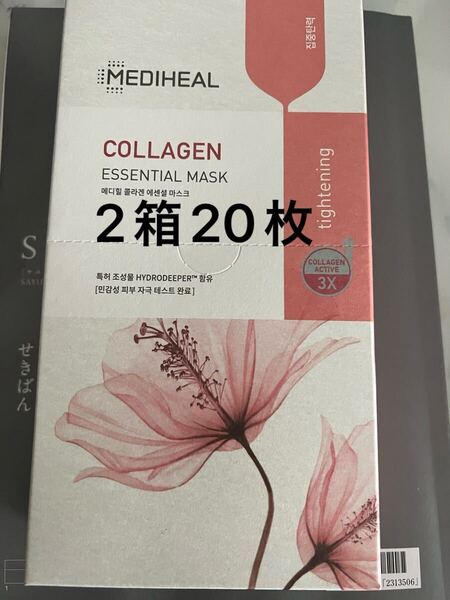 집중탄력
MEDIHEAL
COLLAGEN
ESSENTIAL MASK
메디힐 콜라겐 에센셜 마스크
2箱20枚
tightening
COLLAGEN
ACTIVE
3X
특허 조성물 HYDRODEEPER™ 함유
[민감성 피부 자극 테스트 완료]
S
せきばん
「2313506」